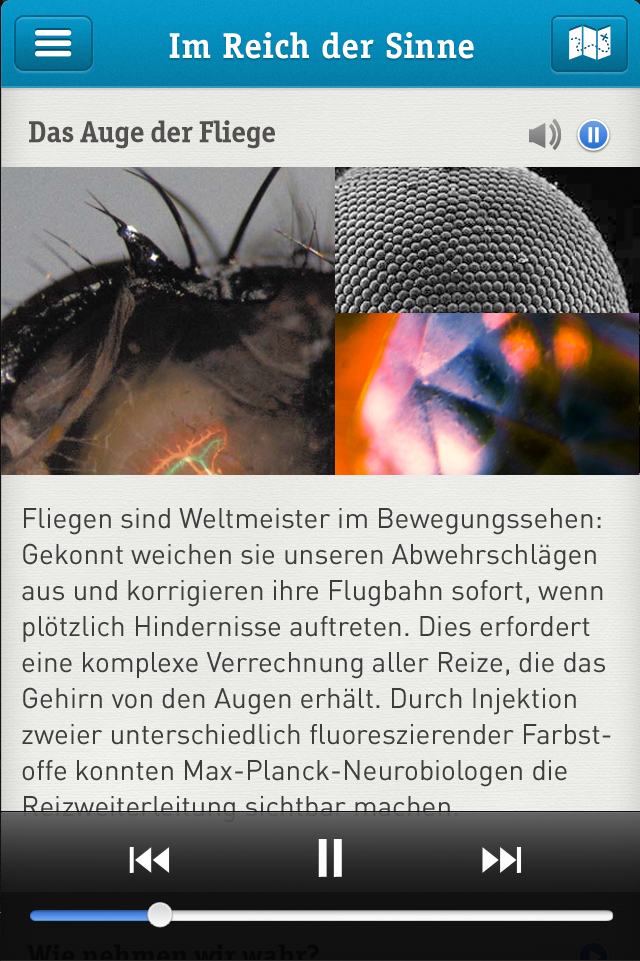 Im Reich der Sinne
Das Auge der Fliege
Fliegen sind Weltmeister im Bewegungssehen:
Gekonnt weichen sie unseren Abwehrschlägen
aus und korrigieren ihre Flugbahn sofort, wenn
plötzlich Hindernisse auftreten. Dies erfordert
eine komplexe Verrechnung aller Reize, die das
Gehirn von den Augen erhält. Durch Injektion
zweier unterschiedlich fluoreszierender Farbst-
offe konnten Max-Planck-Neurobiologen die
Reizweiterleitung sichtbar machen.
Wie nehmen wir wahr?